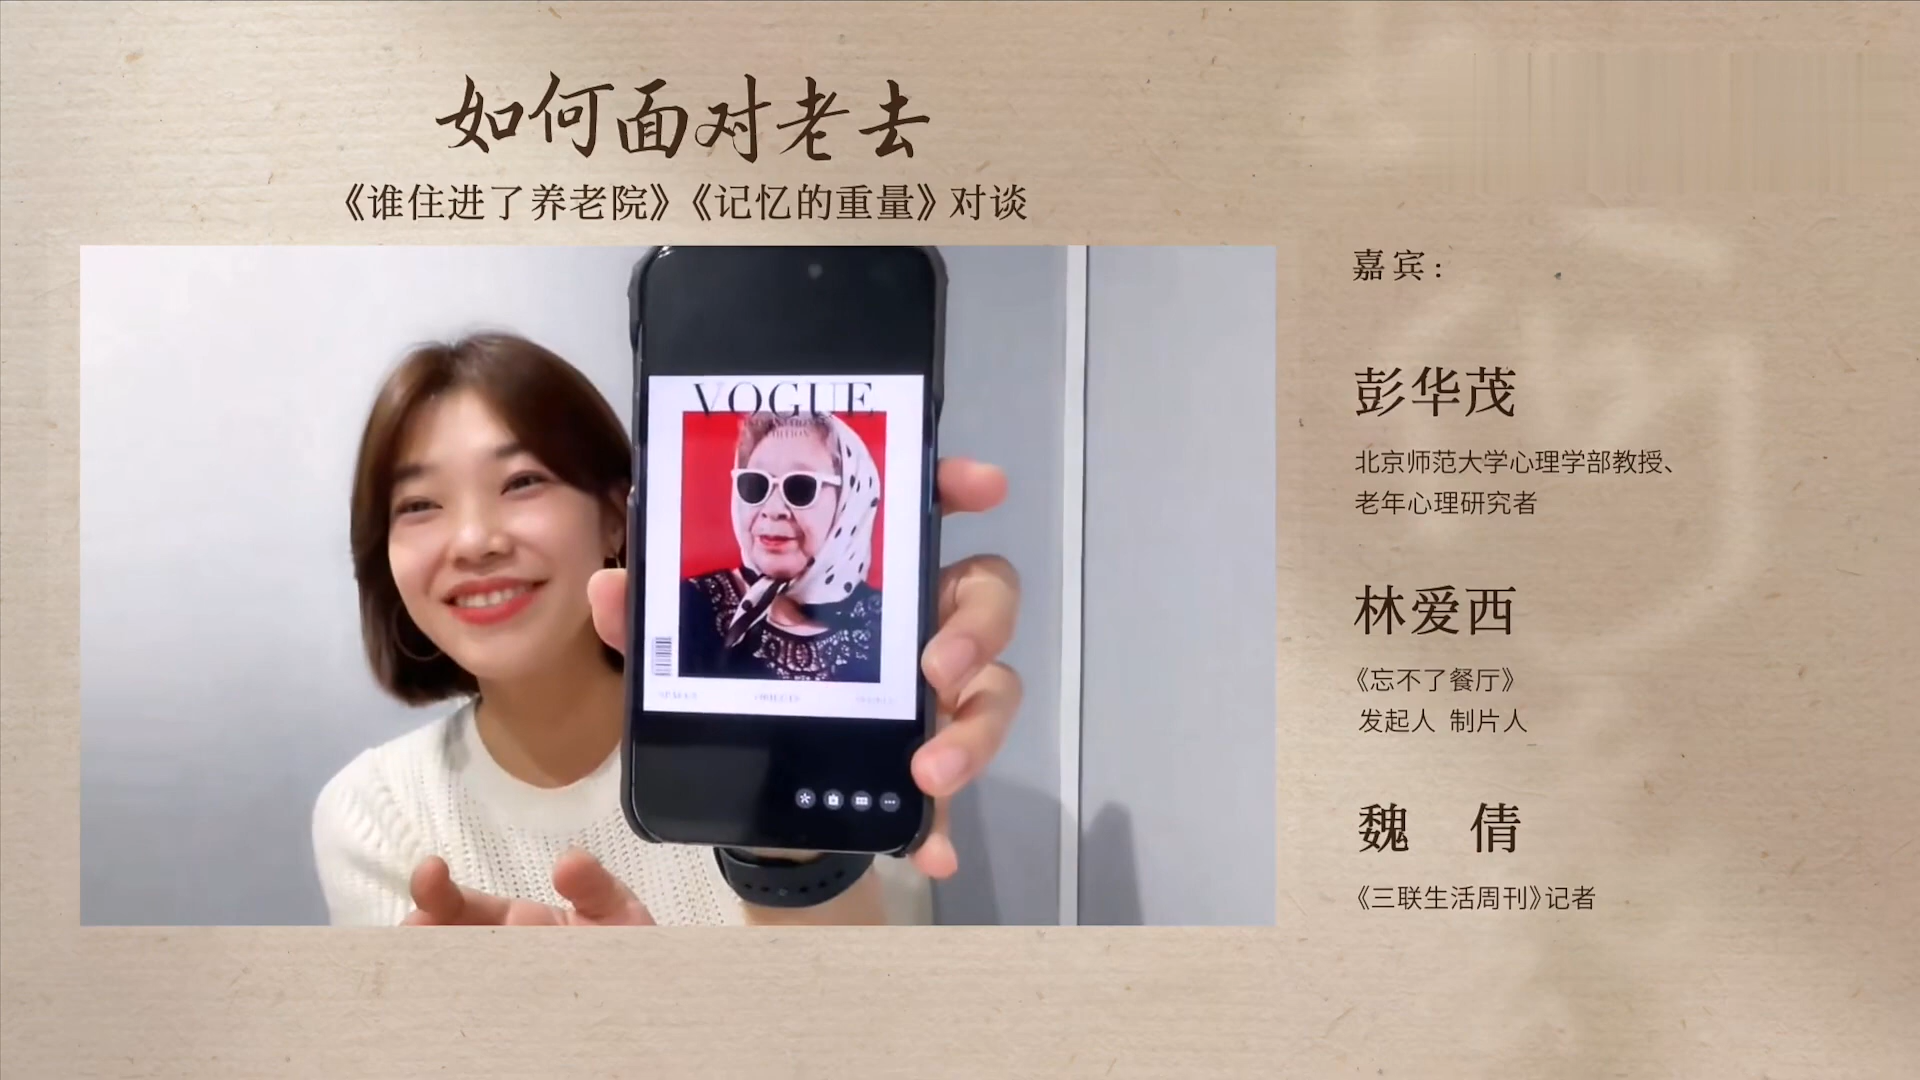 如何面对老去
《谁住进了养老院》《记忆的重量》对谈
VOGUE
嘉宾：
彭华茂
北京师范大学心理学部教授、
老年心理研究者
林爱西
《忘不了餐厅》
发起人 制片人
魏 倩
《三联生活周刊》记者